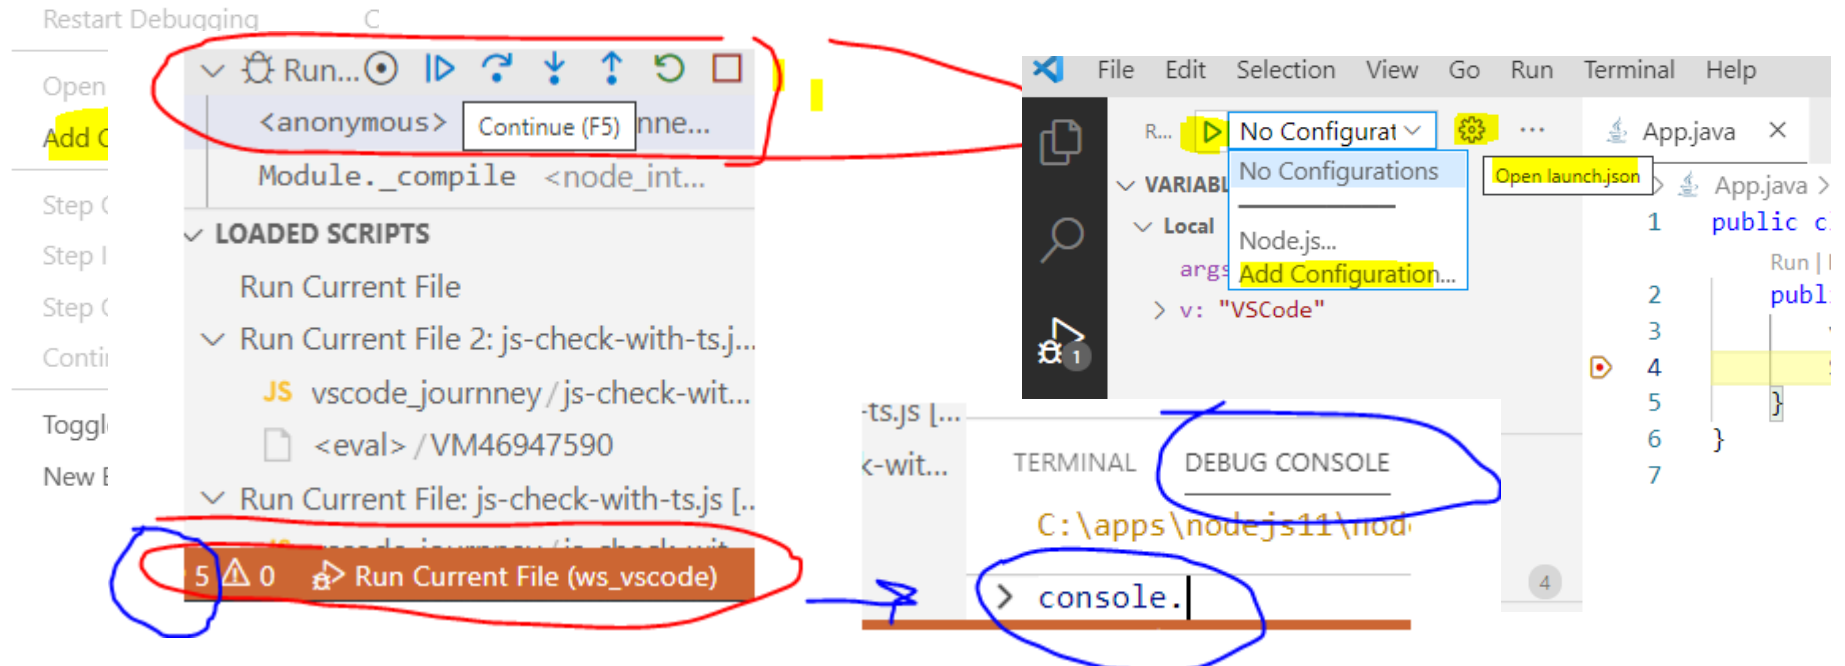 Restart Debugging C
Open
Add C
Step
Step I
Step
Conti
Toggl
New
Run...
<anonymous> nne...
Continue (F5)
Module._compile <node_int...
LOADED SCRIPTS
Run Current File
Run Current File 2: js-check-with-ts.j...
JS vscode_journney/js-check-wit...
<eval>/VM46947590
Run Current File: js-check-with-ts.js [..
5 0 Run Current File (ws_vscode)
File Edit Selection View Go Run Terminal Help
R... No Configurat ...
No Configurations
Node.js...
Add Configuration...
Open launch.json
VARIABL
Local
args
v: "VSCode"
1
App.java
App.java >
1 public c
Run |
2 publ
3
4
5 }
6 }
7
-ts.js [...
k-wit...
TERMINAL DEBUG CONSOLE
C:\apps\nodejs11\nod
> console.
4